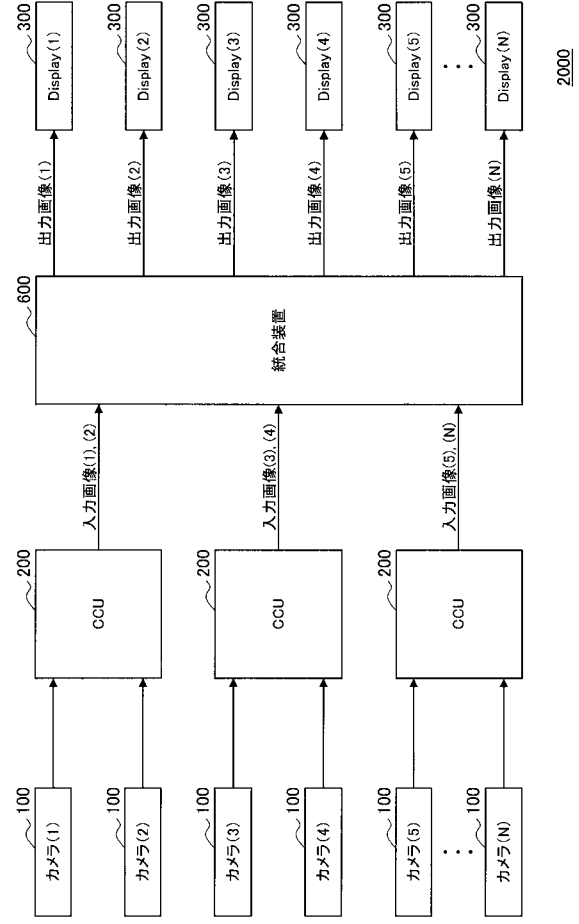 100
カメラ(1)
100
カメラ(2)
100
カメラ(3)
100
カメラ(4)
100
カメラ(5)
・・・
100
カメラ(N)
200
CCU
200
CCU
200
CCU
入力画像(1),(2)
入力画像(3),(4)
入力画像(5),(N)
600
統合装置
出力画像(1)
出力画像(2)
出力画像(3)
出力画像(4)
出力画像(5)
出力画像(N)
300
Display(1)
300
Display(2)
300
Display(3)
300
Display(4)
300
Display(5)
・・・
300
Display(N)
2000